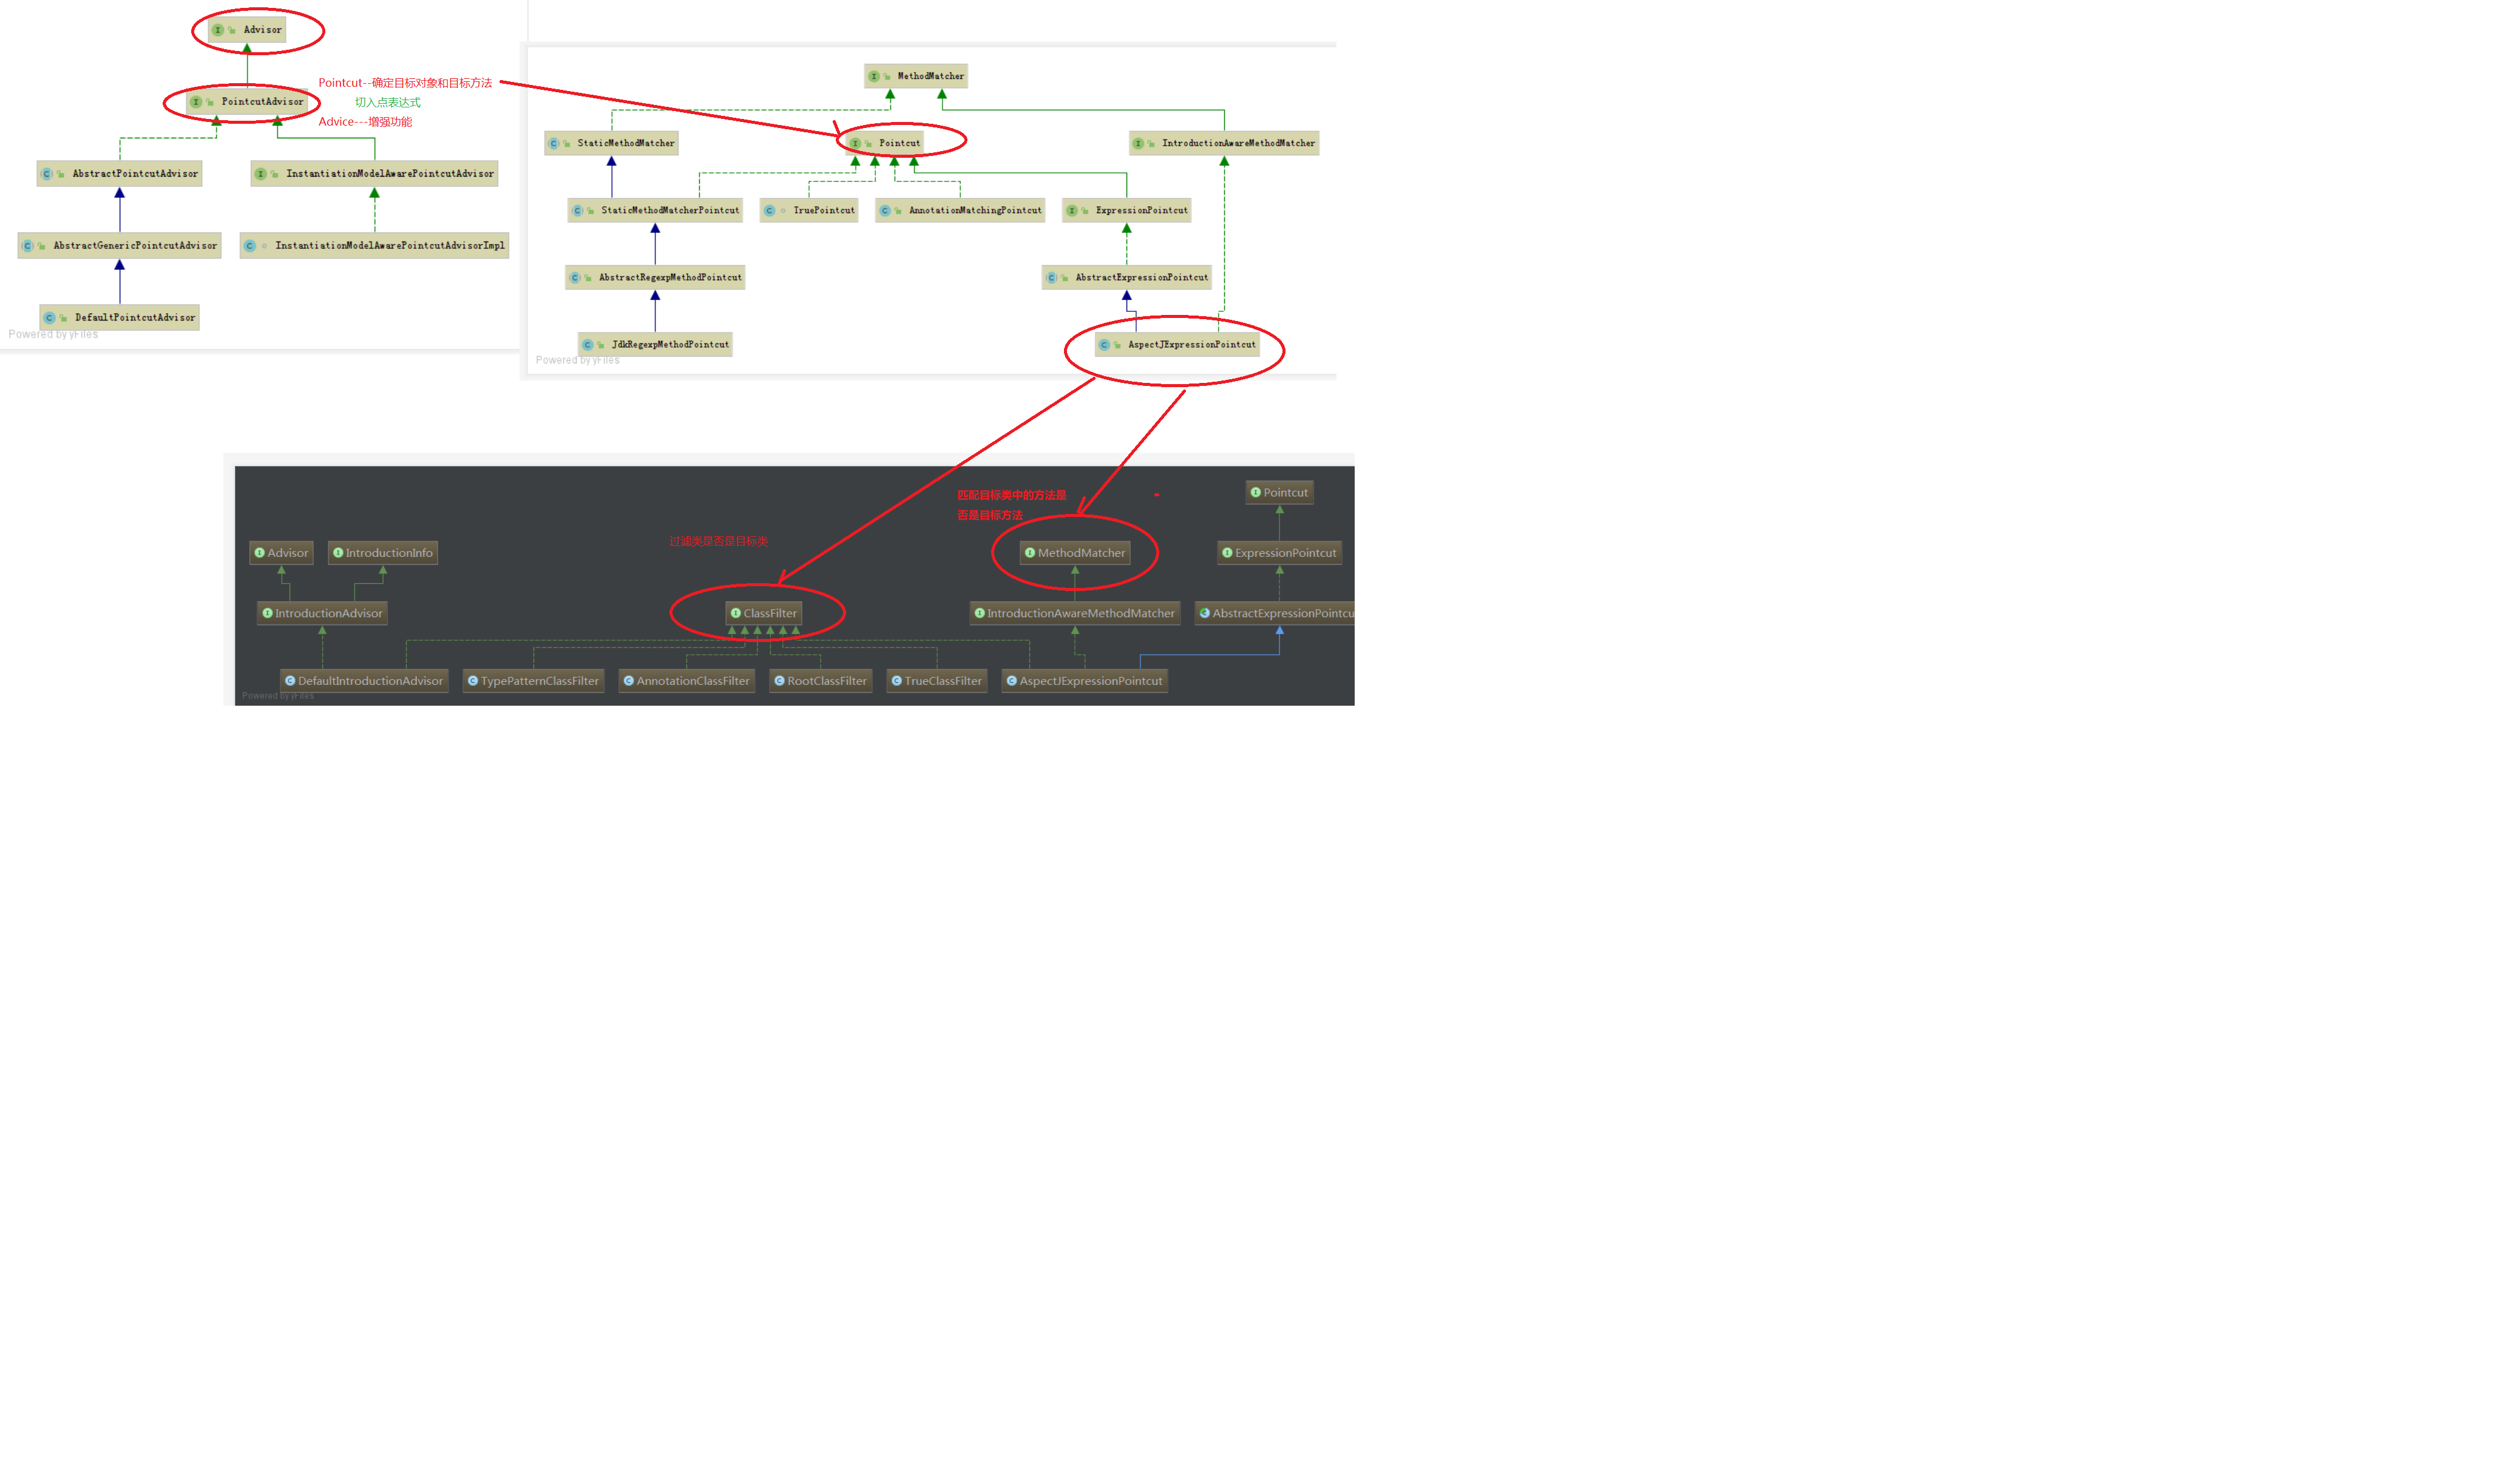 Advisor
PointcutAdvisor
Pointcut--确定目标对象和目标方法
切入点表达式
Advice---增强功能
AbstractPointcutAdvisor
InstantiationModelAwarePointcutAdvisor
AbstractGenericPointcutAdvisor
InstantiationModelAwarePointcutAdvisorImpl
DefaultPointcutAdvisor
Powered by yFiles
MethodMatcher
StaticMethodMatcher
Pointcut
IntroductionAwareMethodMatcher
StaticMethodMatcherPointcut
TruePointcut
AnnotationMatchingPointcut
ExpressionPointcut
AbstractRegexpMethodPointcut
AbstractExpressionPointcut
JdkRegexpMethodPointcut
AspectJExpressionPointcut
Powered by yFiles
匹配目标类中的方法是
否是目标方法
过滤类是否是目标类
Pointcut
Advisor
IntroductionInfo
MethodMatcher
ExpressionPointcut
IntroductionAdvisor
ClassFilter
IntroductionAwareMethodMatcher
AbstractExpressionPointcu
DefaultIntroductionAdvisor
TypePatternClassFilter
AnnotationClassFilter
RootClassFilter
TrueClassFilter
AspectJExpressionPointcut
Powered by yFiles